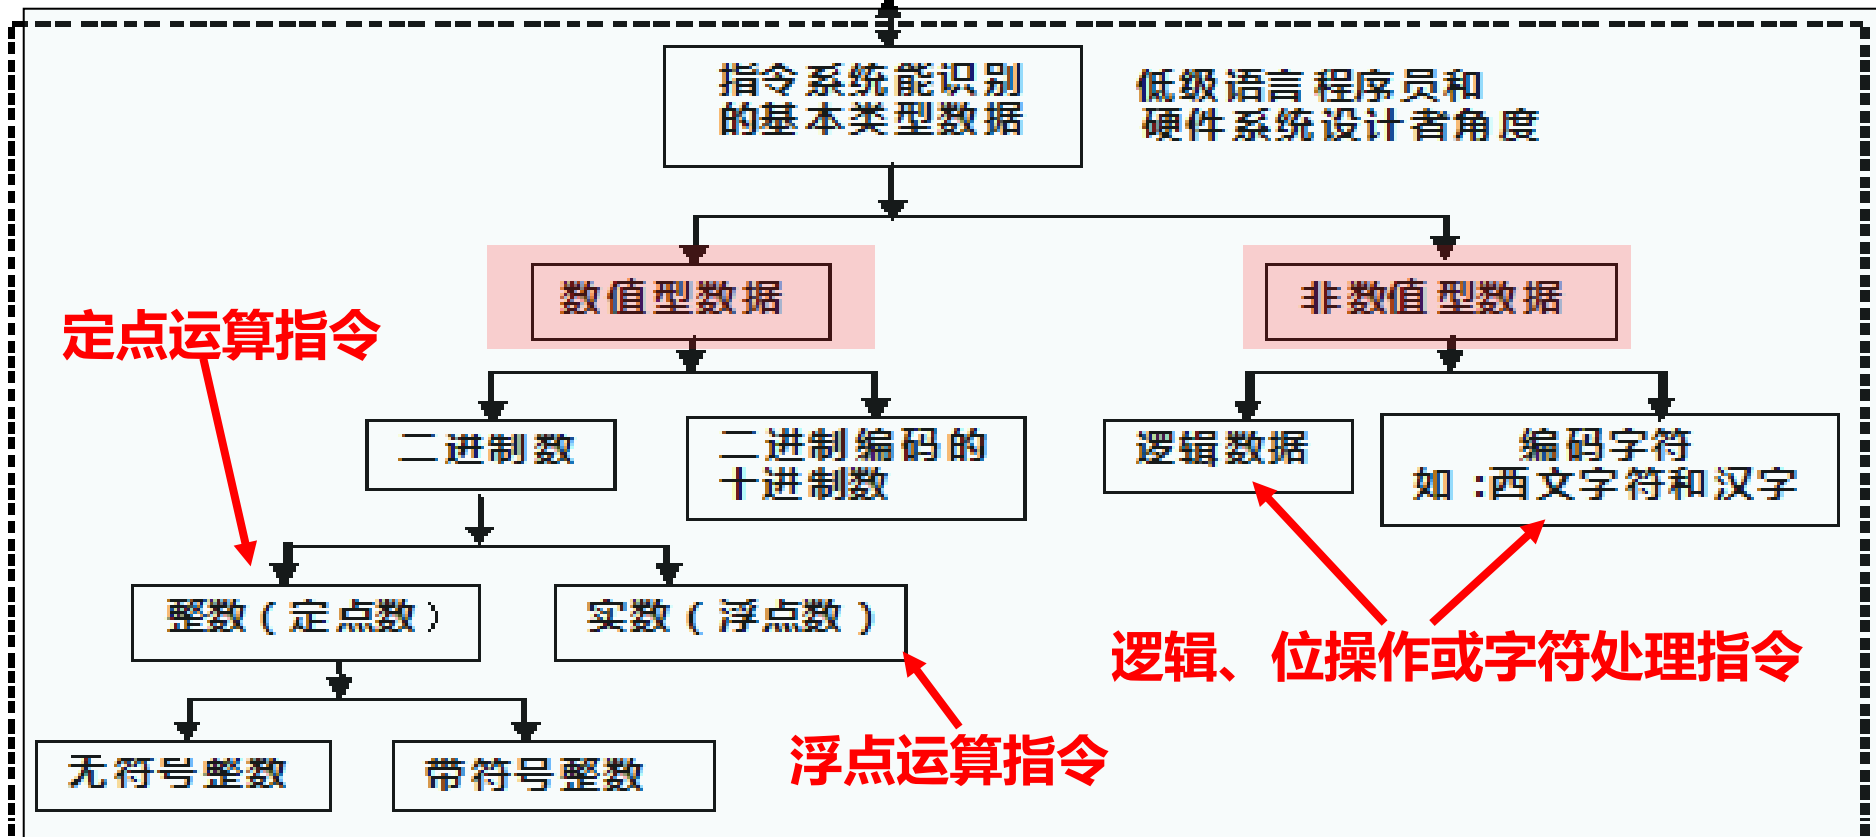 指令系统能识别
的基本类型数据
低级语言程序员和
硬件系统设计者角度
数值型数据
非数值型数据
定点运算指令
二进制数
二进制编码的
十进制数
逻辑数据
编码字符
如:西文字符和汉字
整数(定点数)
实数(浮点数)
逻辑、位操作或字符处理指令
浮点运算指令
无符号整数
带符号整数